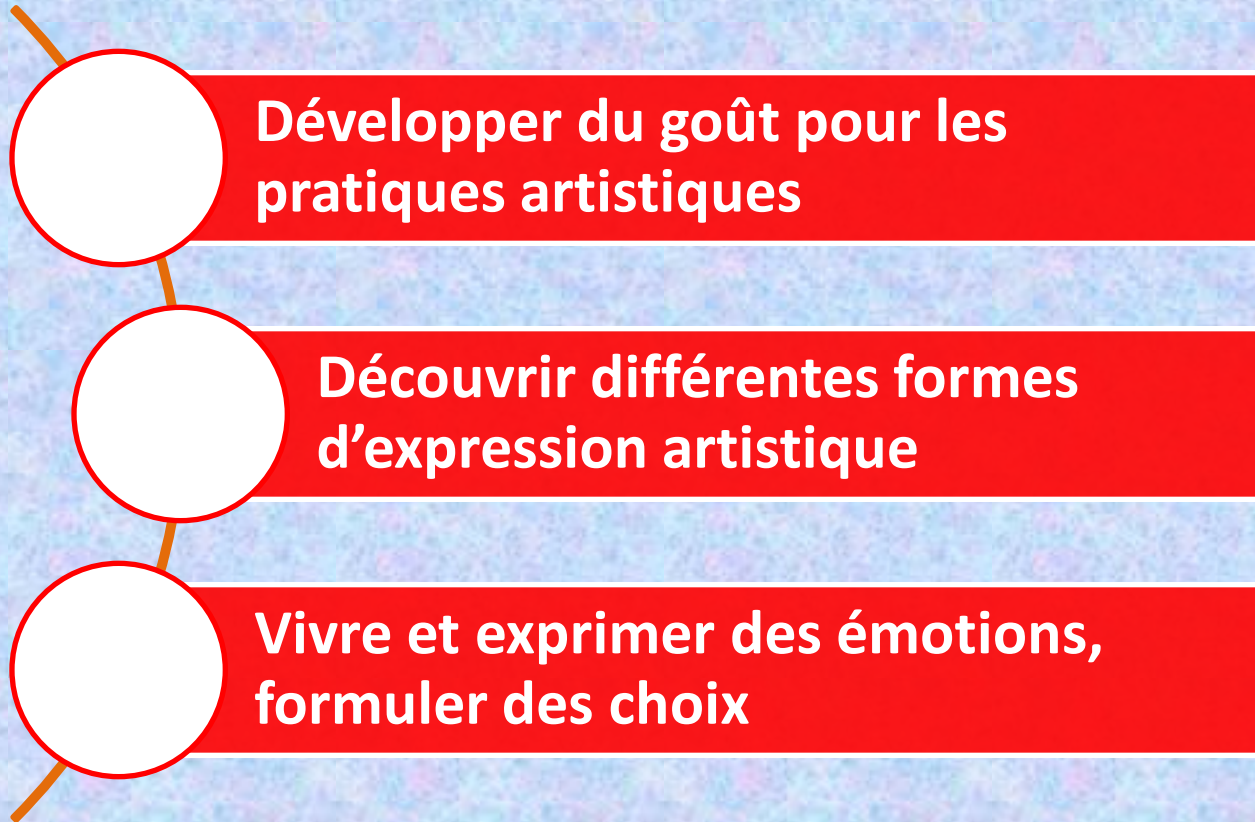 Développer du goût pour les
pratiques artistiques
Découvrir différentes formes
d’expression artistique
Vivre et exprimer des émotions,
formuler des choix